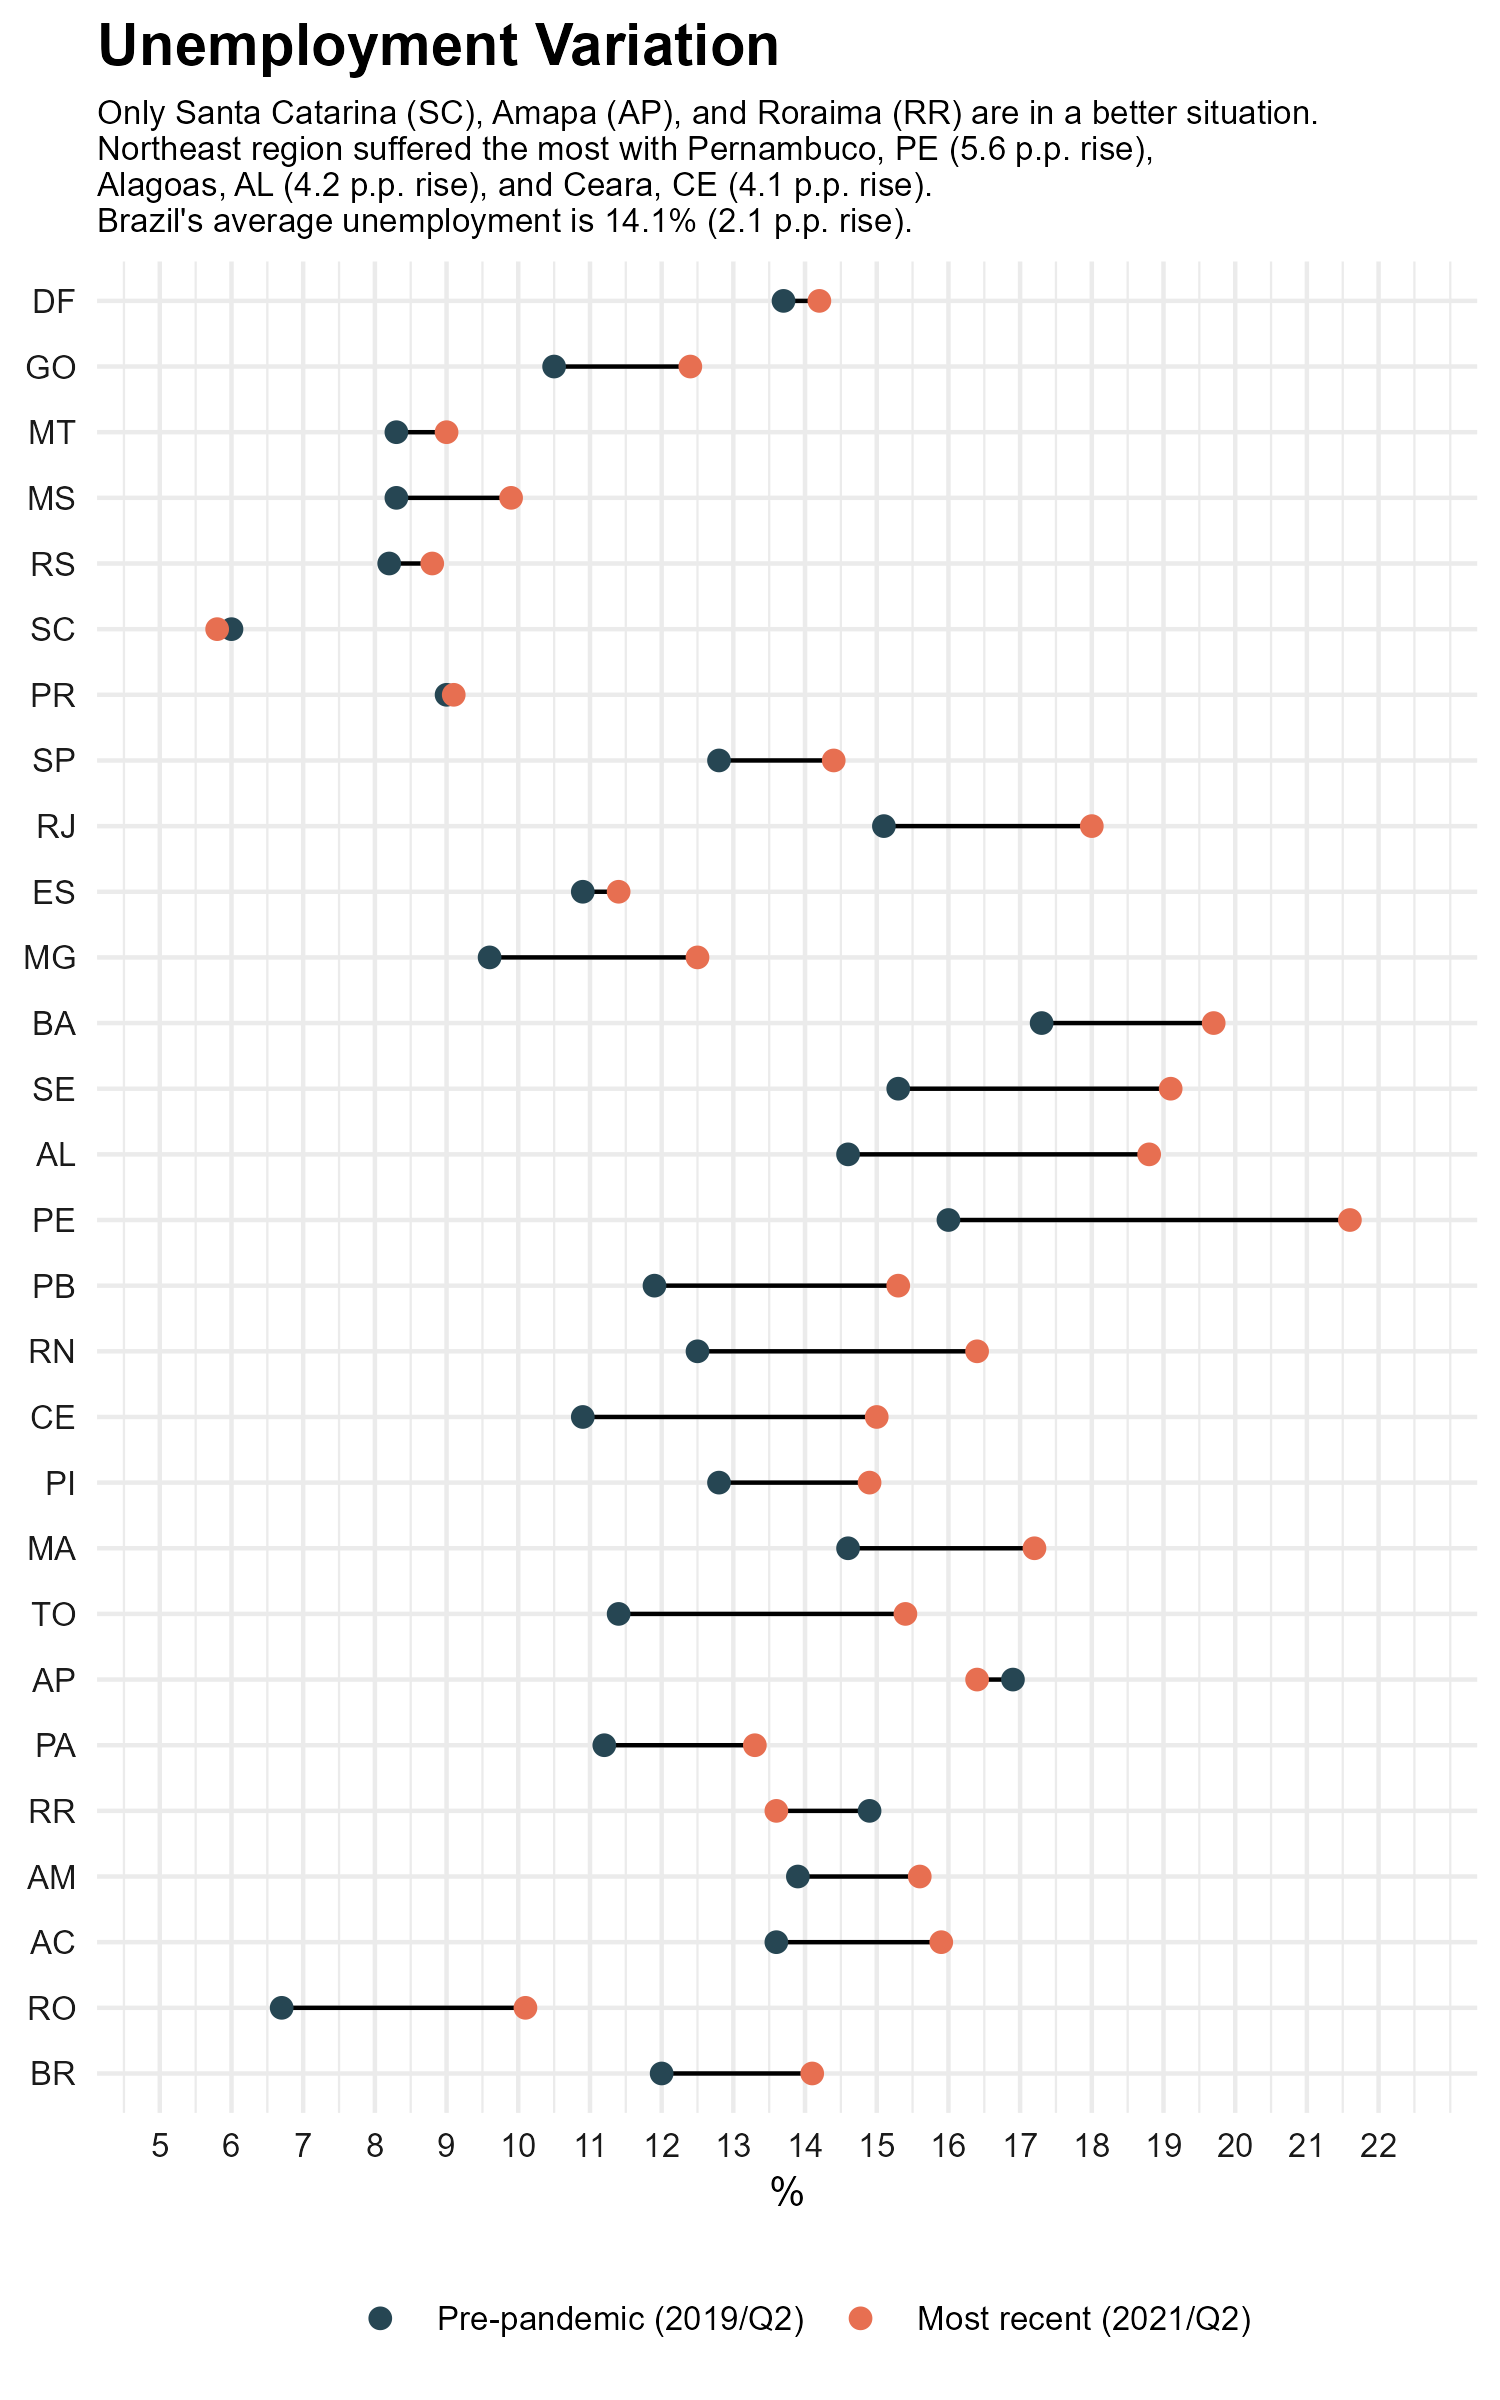 Unemployment Variation
Only Santa Catarina (SC), Amapa (AP), and Roraima (RR) are in a better situation.
Northeast region suffered the most with Pernambuco, PE (5.6 p.p. rise),
Alagoas, AL (4.2 p.p. rise), and Ceara, CE (4.1 p.p. rise).
Brazil's average unemployment is 14.1% (2.1 p.p. rise).
DF
GO
MT
MS
RS
SC
PR
SP
RJ
ES
MG
BA
SE
AL
PE
PB
RN
CE
PI
MA
TO
AP
PA
RR
AM
AC
RO
BR
5 6 7 8 9 10 11 12 13 14 15 16 17 18 19 20 21 22
%
Pre-pandemic (2019/Q2) Most recent (2021/Q2)